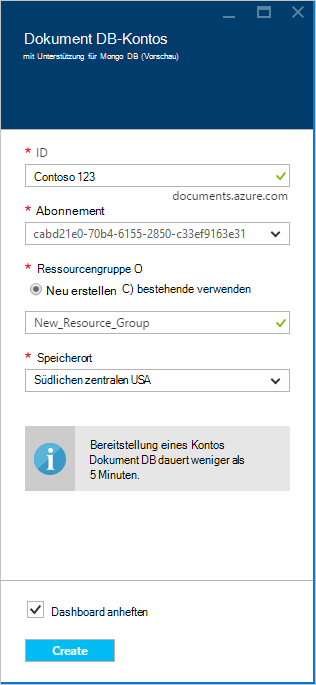 Dokument DB-Kontos
mit Unterstützung für Mongo DB (Vorschau)
* ID
Contoso 123
documents.azure.com
* Abonnement
cabd21e0-70b4-6155-2850-c33ef9163e31
* Ressourcengruppe O
Neu erstellen C) bestehende verwenden
New_Resource_Group
* Speicherort
Südlichen zentralen USA
Bereitstellung eines Kontos
Dokument DB dauert weniger als
5 Minuten.
Dashboard anheften
Create